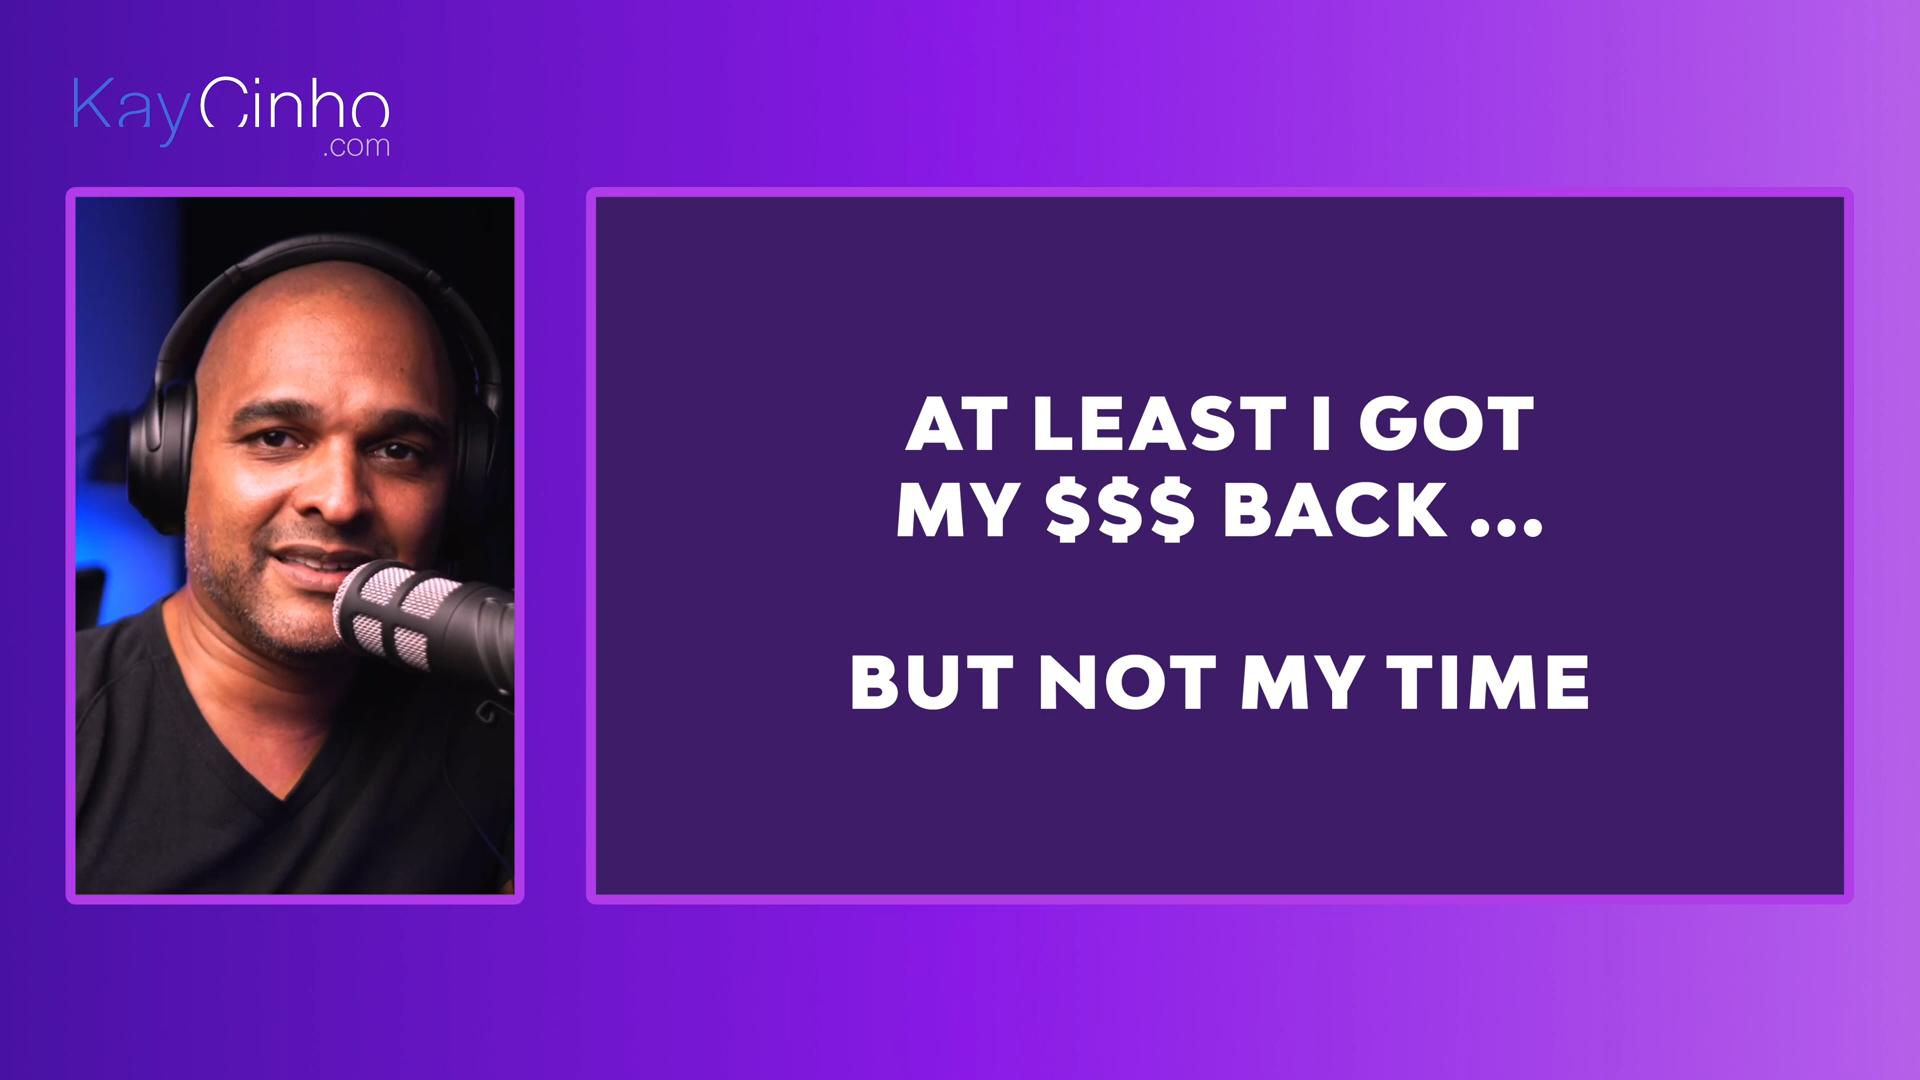 KayCinho
.com
AT LEAST I GOT
MY $$$ BACK ...
BUT NOT MY TIME